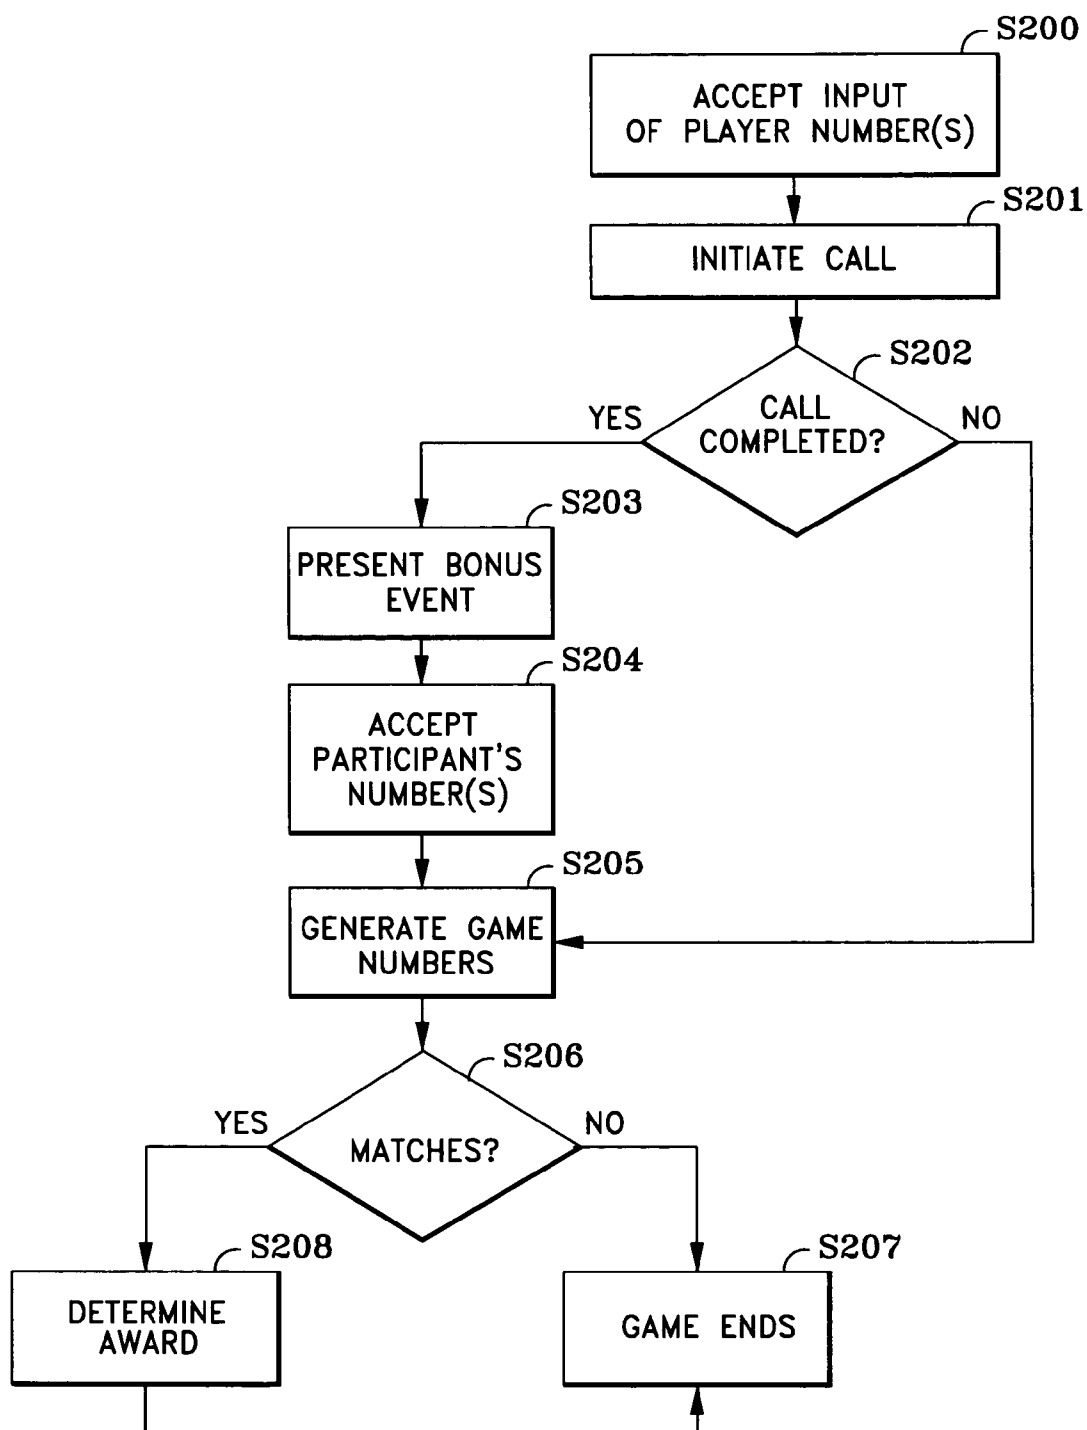 S200
ACCEPT INPUT
OF PLAYER NUMBER(S)
S201
INITIATE CALL
S202
CALL
COMPLETED?
YES
NO
S203
PRESENT BONUS
EVENT
S204
ACCEPT
PARTICIPANT'S
NUMBER(S)
S205
GENERATE GAME
NUMBERS
S206
MATCHES?
YES
NO
S208
DETERMINE
AWARD
S207
GAME ENDS